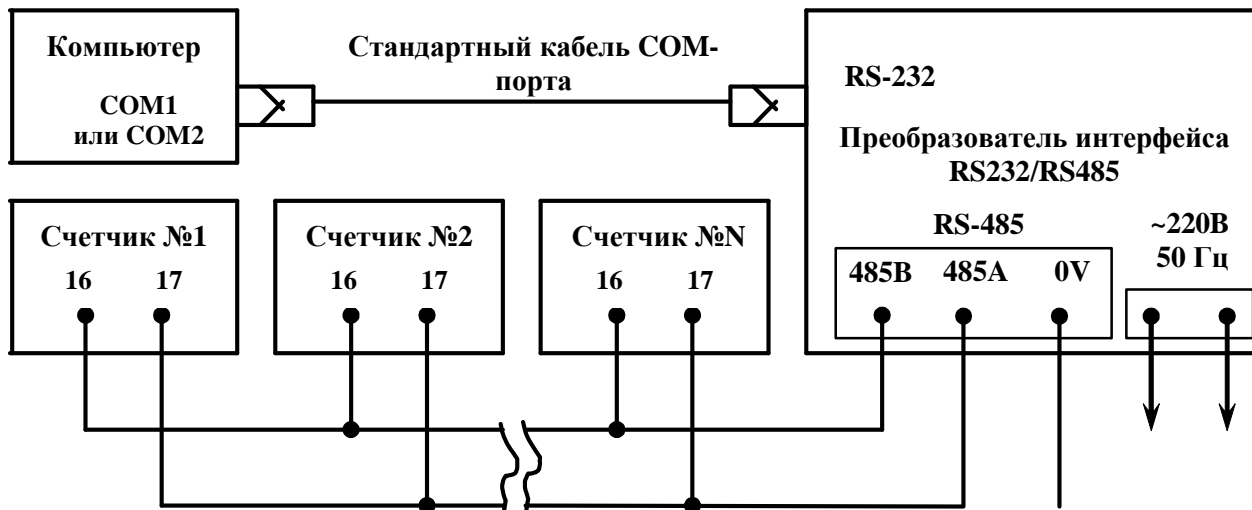 Компьютер
COM1
или COM2
Стандартный кабель COM-
порта
RS-232
Преобразователь интерфейса
RS232/RS485
RS-485
~220В
50 Гц
485B 485A 0V
Счетчик №1
16 17
Счетчик №2
16 17
Счетчик №N
16 17